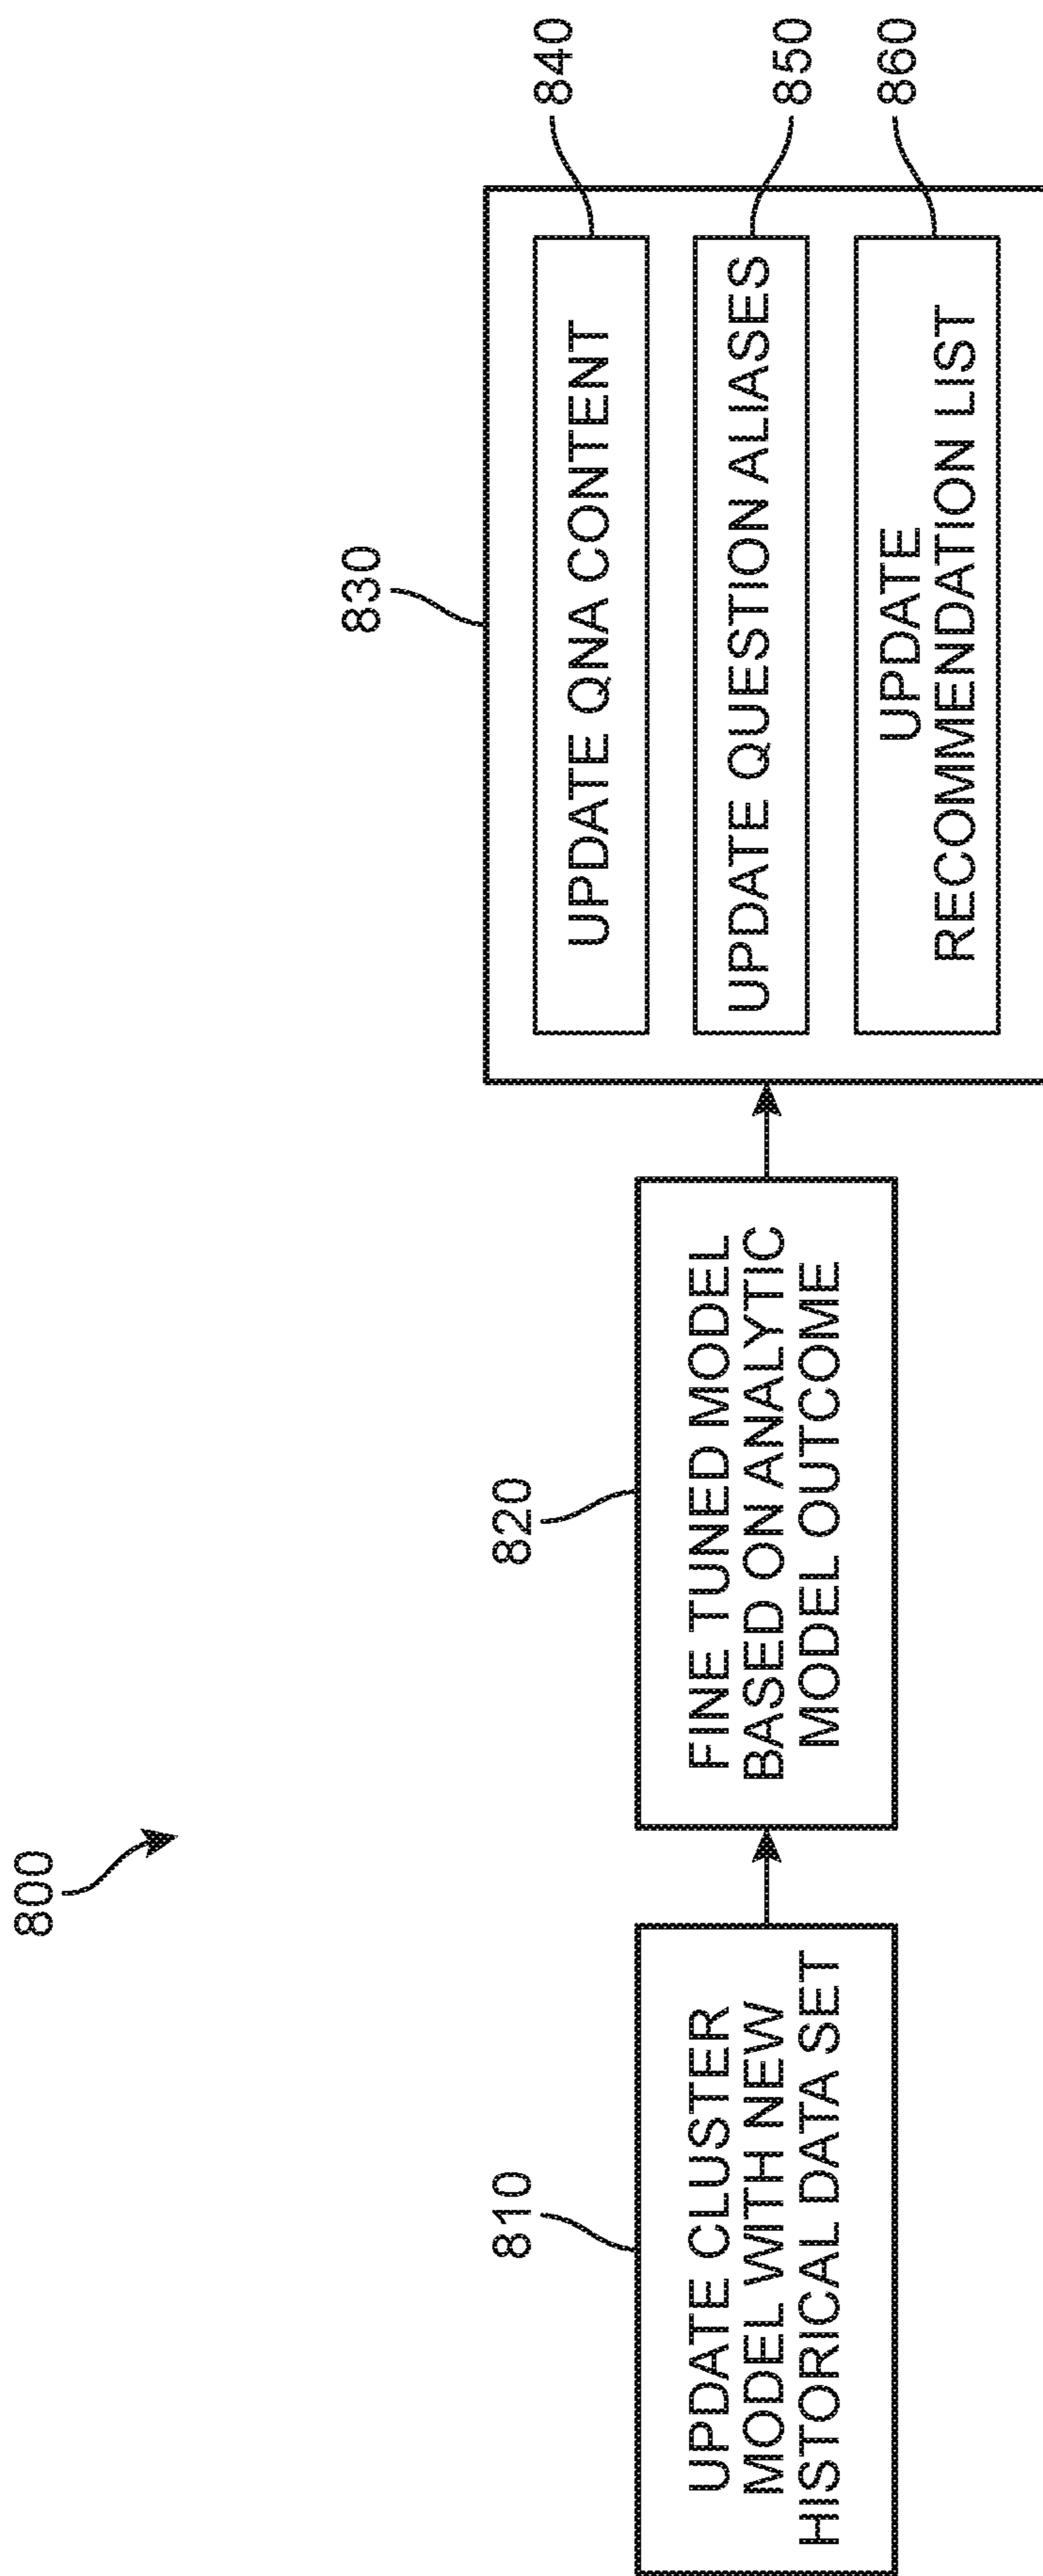 800
810
UPDATE CLUSTER
MODEL WITH NEW
HISTORICAL DATA SET
820
FINE TUNED MODEL
BASED ON ANALYTIC
MODEL OUTCOME
830
UPDATE QNA CONTENT
840
UPDATE QUESTION ALIASES
850
UPDATE
RECOMMENDATION LIST
860